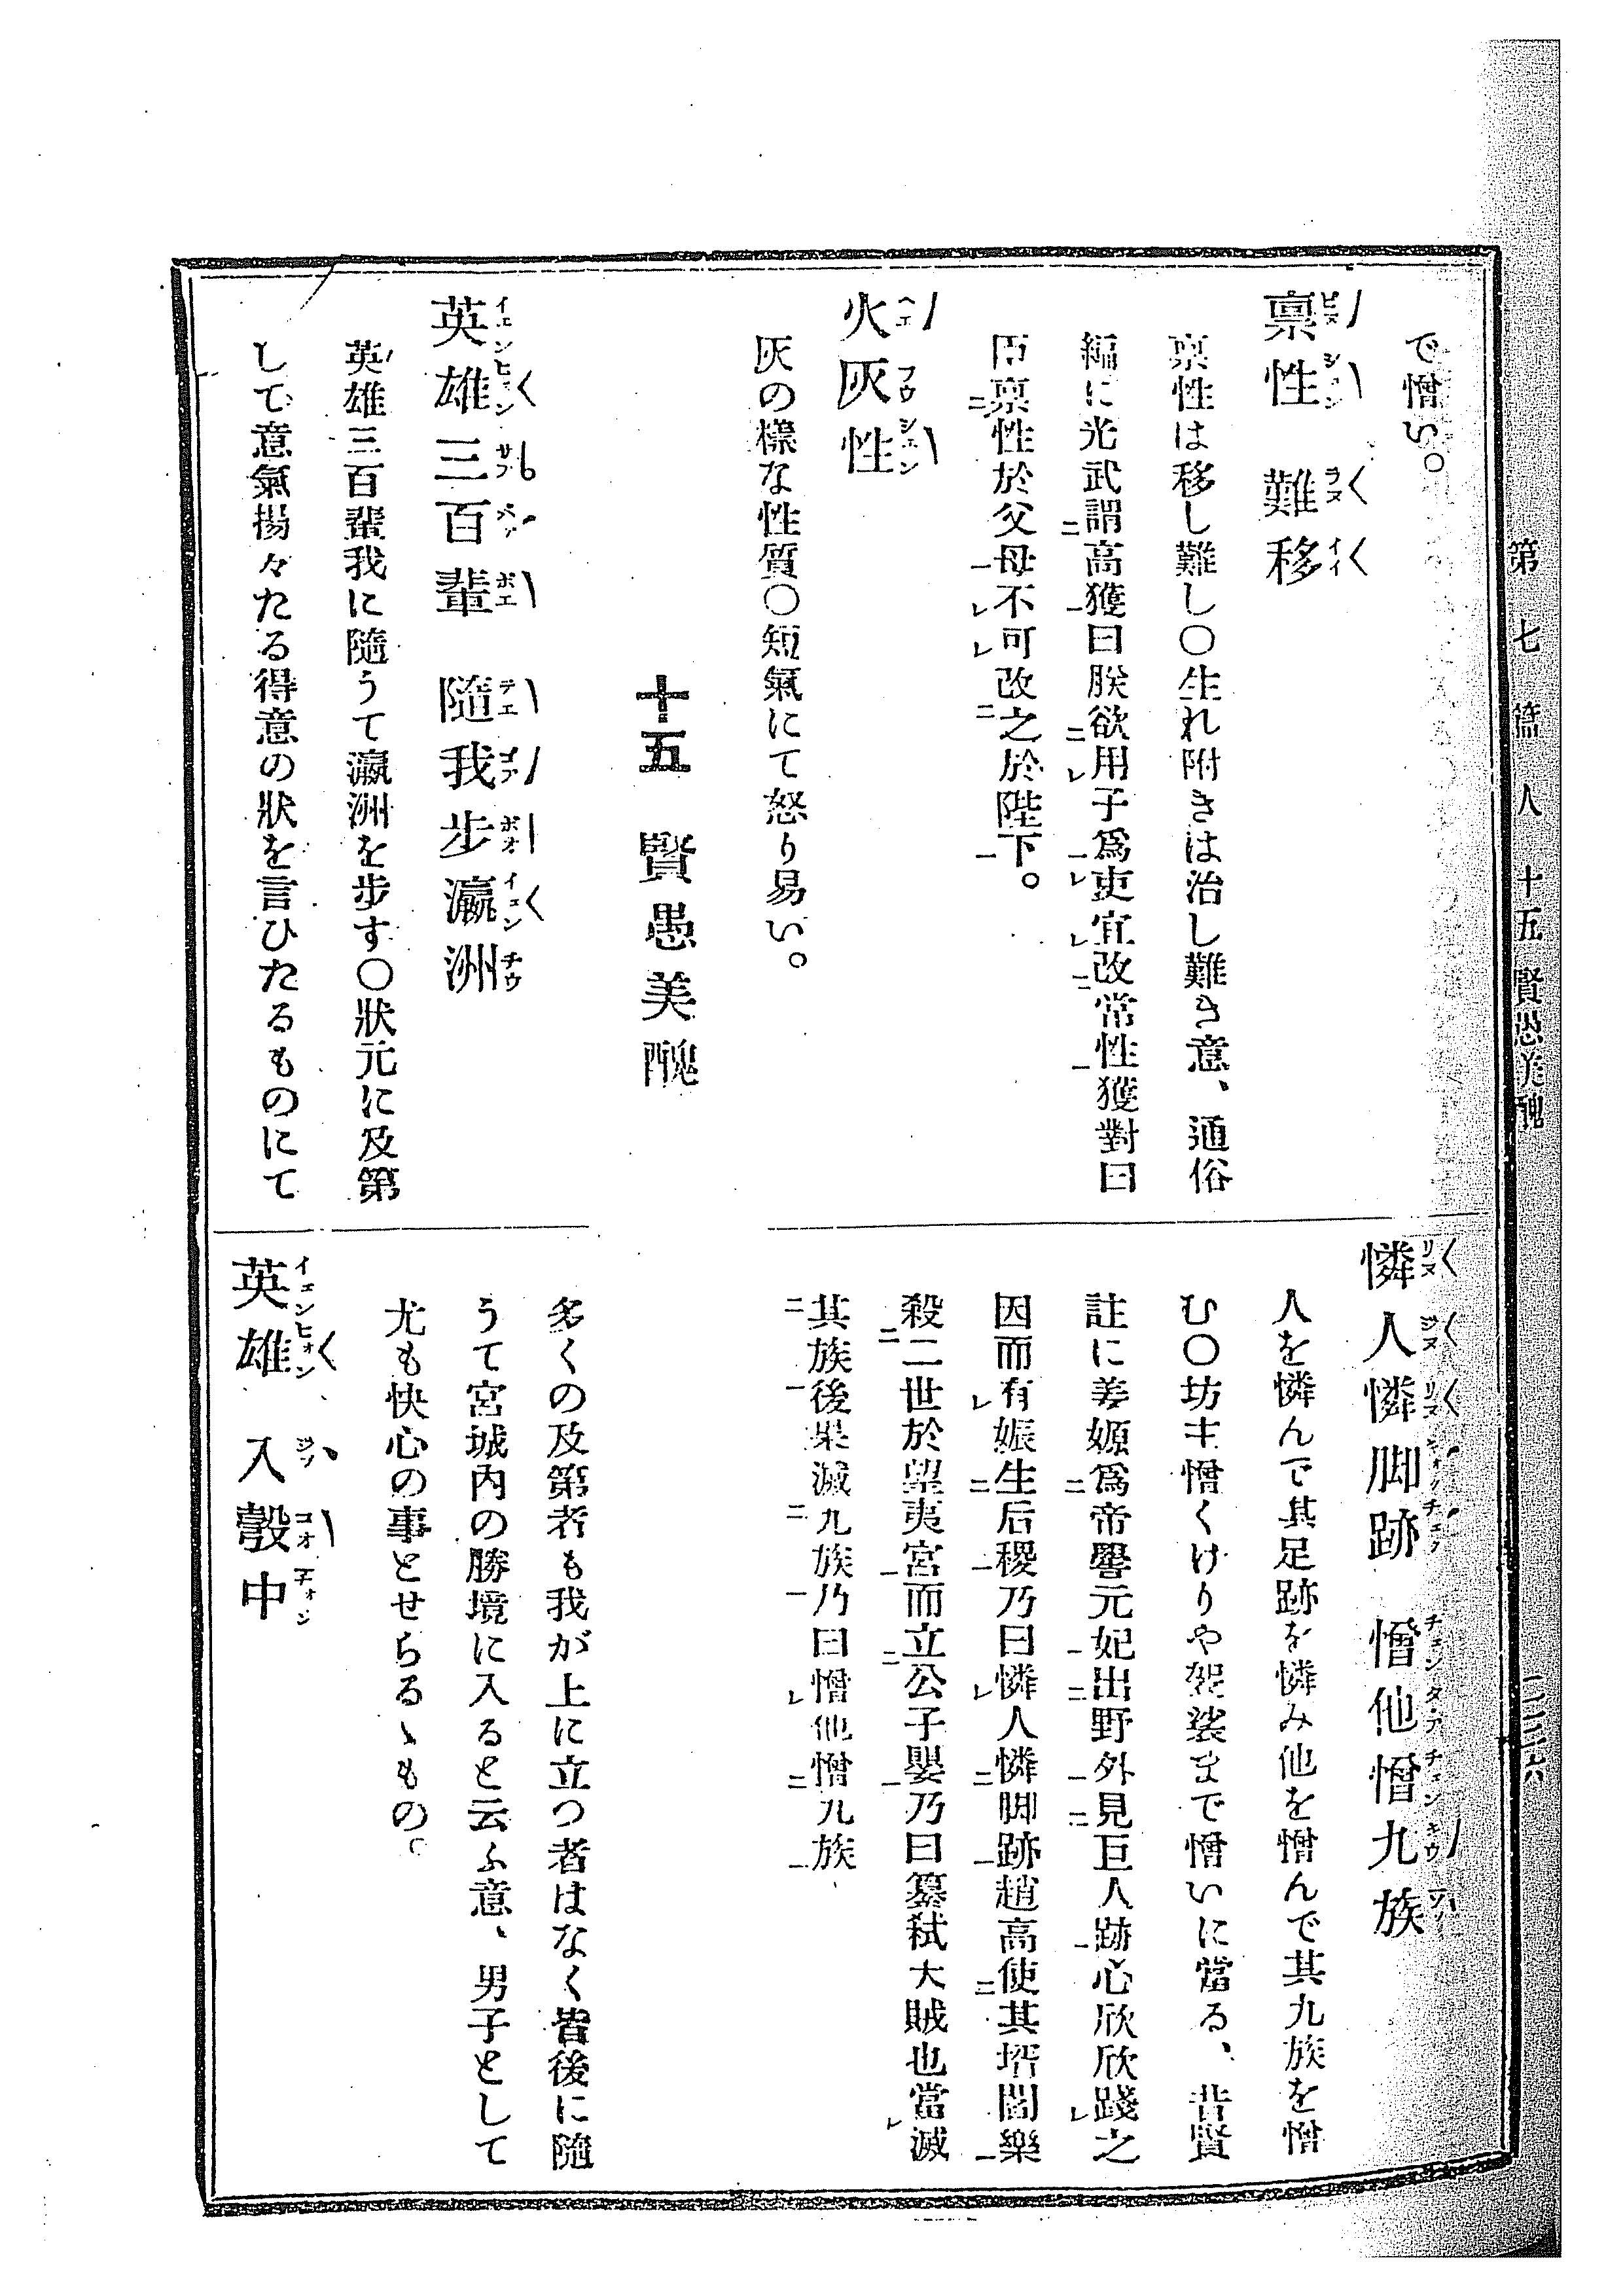 第七篇 人 十五 賢愚美醜
で憎い。
禀性 難移
禀性は移し難し〇生れ附きは治し難き意、通俗
編に光武謂高獲曰朕欲用子爲吏宜改常性獲對曰
臣禀性於父母不可改之於陛下。
火灰性
灰の樣な性質〇短氣にて怒り易い。
憐人憐脚跡 憎他憎九族
人を憐んで其足跡を憐み他を憎んで其九族を憎
む〇坊主憎くけりや袈裟まで憎いに當る、昔賢
註に姜嫄爲帝嚳元妃出野外見巨人跡心欣欣踐之
因而有娠生后稷乃曰憐人憐脚跡趙高使其壻閻樂
殺二世於望夷宮而立公子嬰乃曰簒弑大賊也當滅
其族後果滅九族乃曰憎他憎九族
十五 賢愚美醜
英雄三百輩 隨我步瀛洲
英雄三百輩我に隨うて瀛洲を步す〇狀元に及第
して意氣揚々たる得意の狀を言ひたるものにて
多くの及第者も我が上に立つ者はなく皆後に隨
うて宮城內の勝境に入ると云ふ意、男子として
尤も快心の事とせらるゝもの。
英雄 入彀中